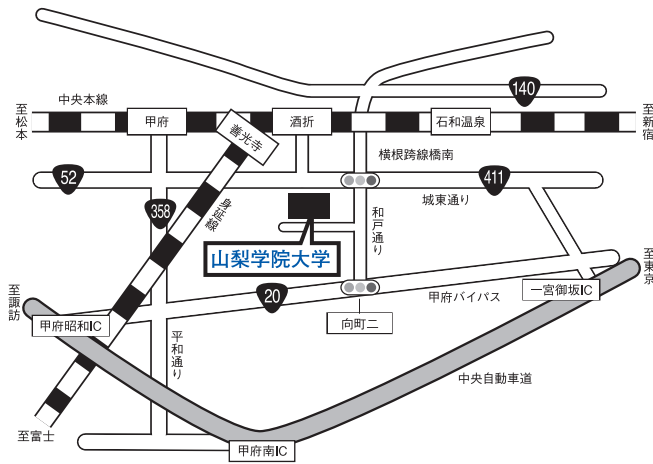 140
中央本線
至松本
甲府
善光寺
酒折
石和温泉
至新宿
横根跨線橋南
52
411
358
身延線
城東通り
和戸通り
山梨学院大学
至東京
至諏訪
20
甲府バイパス
一宮御坂IC
甲府昭和IC
向町二
平和通り
中央自動車道
至富士
甲府南IC